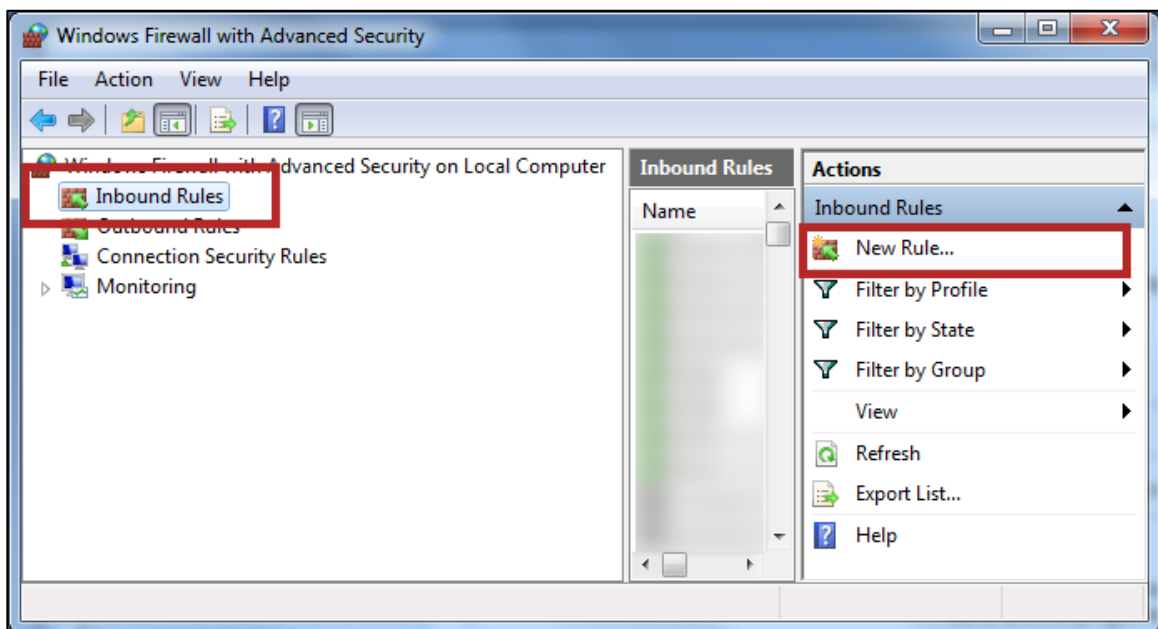 Windows Firewall with Advanced Security
File Action View Help
Windows Firewall with Advanced Security on Local Computer
Inbound Rules
Outbound Rules
Connection Security Rules
Monitoring
Inbound Rules
Name
Actions
Inbound Rules
New Rule...
Filter by Profile
Filter by State
Filter by Group
View
Refresh
Export List...
Help